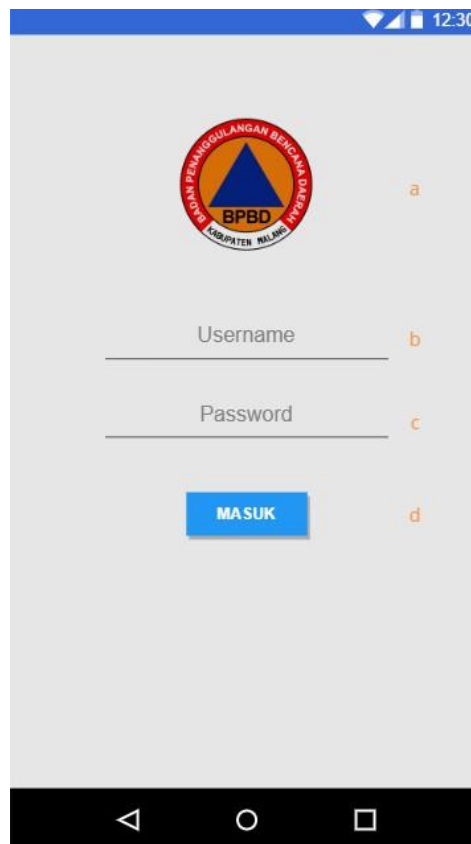 12:30
BADAN PENANGGULANGAN BENCANA DAERAH
BPBD
KABUPATEN MALANG
a
Username
b
Password
c
MASUK
d